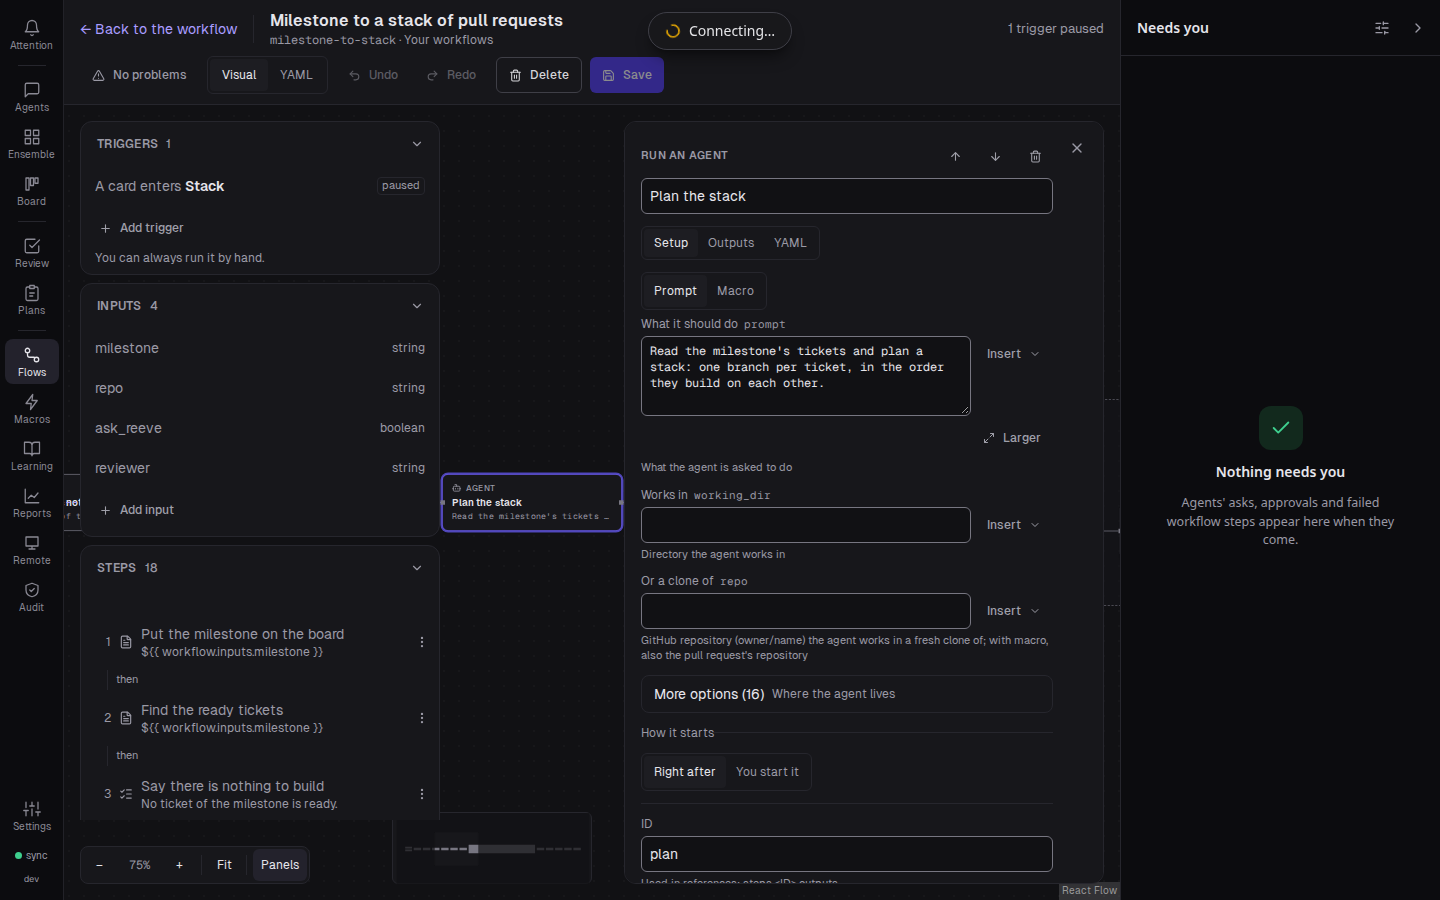 Attention
Agents
Ensemble
Board
Review
Plans
Flows
Macros
Learning
Reports
Remote
Audit
Settings
sync
dev
← Back to the workflow
Milestone to a stack of pull requests
milestone-to-stack · Your workflows
Connecting...
1 trigger paused
No problems
Visual
YAML
Undo
Redo
Delete
Save
TRIGGERS 1
A card enters Stack
paused
+ Add trigger
You can always run it by hand.
INPUTS 4
milestone string
repo string
ask_reeve boolean
reviewer string
+ Add input
STEPS 18
1 Put the milestone on the board
${{ workflow.inputs.milestone }}
then
2 Find the ready tickets
${{ workflow.inputs.milestone }}
then
3 Say there is nothing to build
No ticket of the milestone is ready.
− 75% + Fit Panels
AGENT
Plan the stack
Read the milestone's tickets …
RUN AN AGENT
Plan the stack
Setup Outputs YAML
Prompt Macro
What it should do prompt
Read the milestone's tickets and plan a
stack: one branch per ticket, in the order
they build on each other.
Insert
Larger
What the agent is asked to do
Works in working_dir
Insert
Directory the agent works in
Or a clone of repo
Insert
GitHub repository (owner/name) the agent works in a fresh clone of; with macro,
also the pull request's repository
More options (16) Where the agent lives
How it starts
Right after You start it
ID
plan
Used in references: steps.<ID>.outputs
React Flow
Needs you
Nothing needs you
Agents' asks, approvals and failed
workflow steps appear here when they
come.